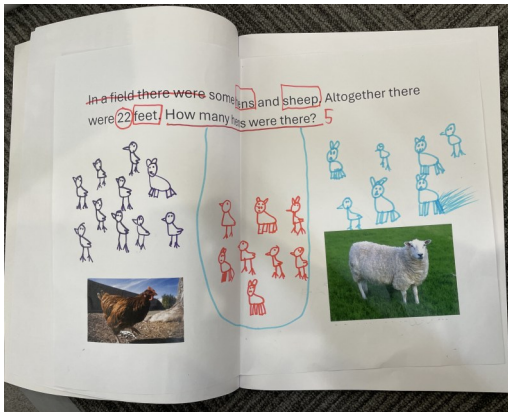 In a field there were some hens and sheep. Altogether there
were 22 feet. How many hens were there? 5